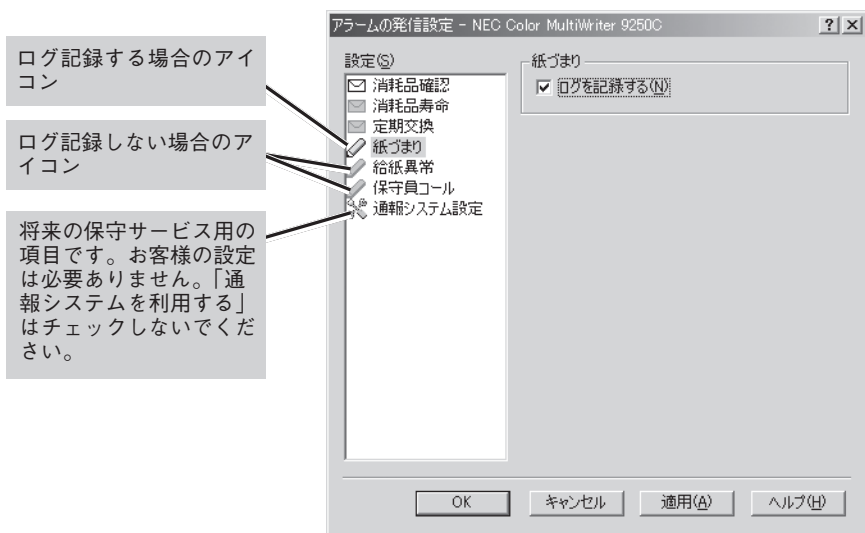 アラームの発信設定 - NEC Color MultiWriter 9250C
ログ記録する場合のアイ
コン
ログ記録しない場合のア
イコン
将来の保守サービス用の
項目です。お客様の設定
は必要ありません。「通
報システムを利用する」
はチェックしないでくだ
さい。
設定(S)
消耗品確認
消耗品寿命
定期交換
紙づまり
給紙異常
保守員コール
通報システム設定
紙づまり
ログを記録する(N)
OK
キャンセル
適用(A)
ヘルプ(H)